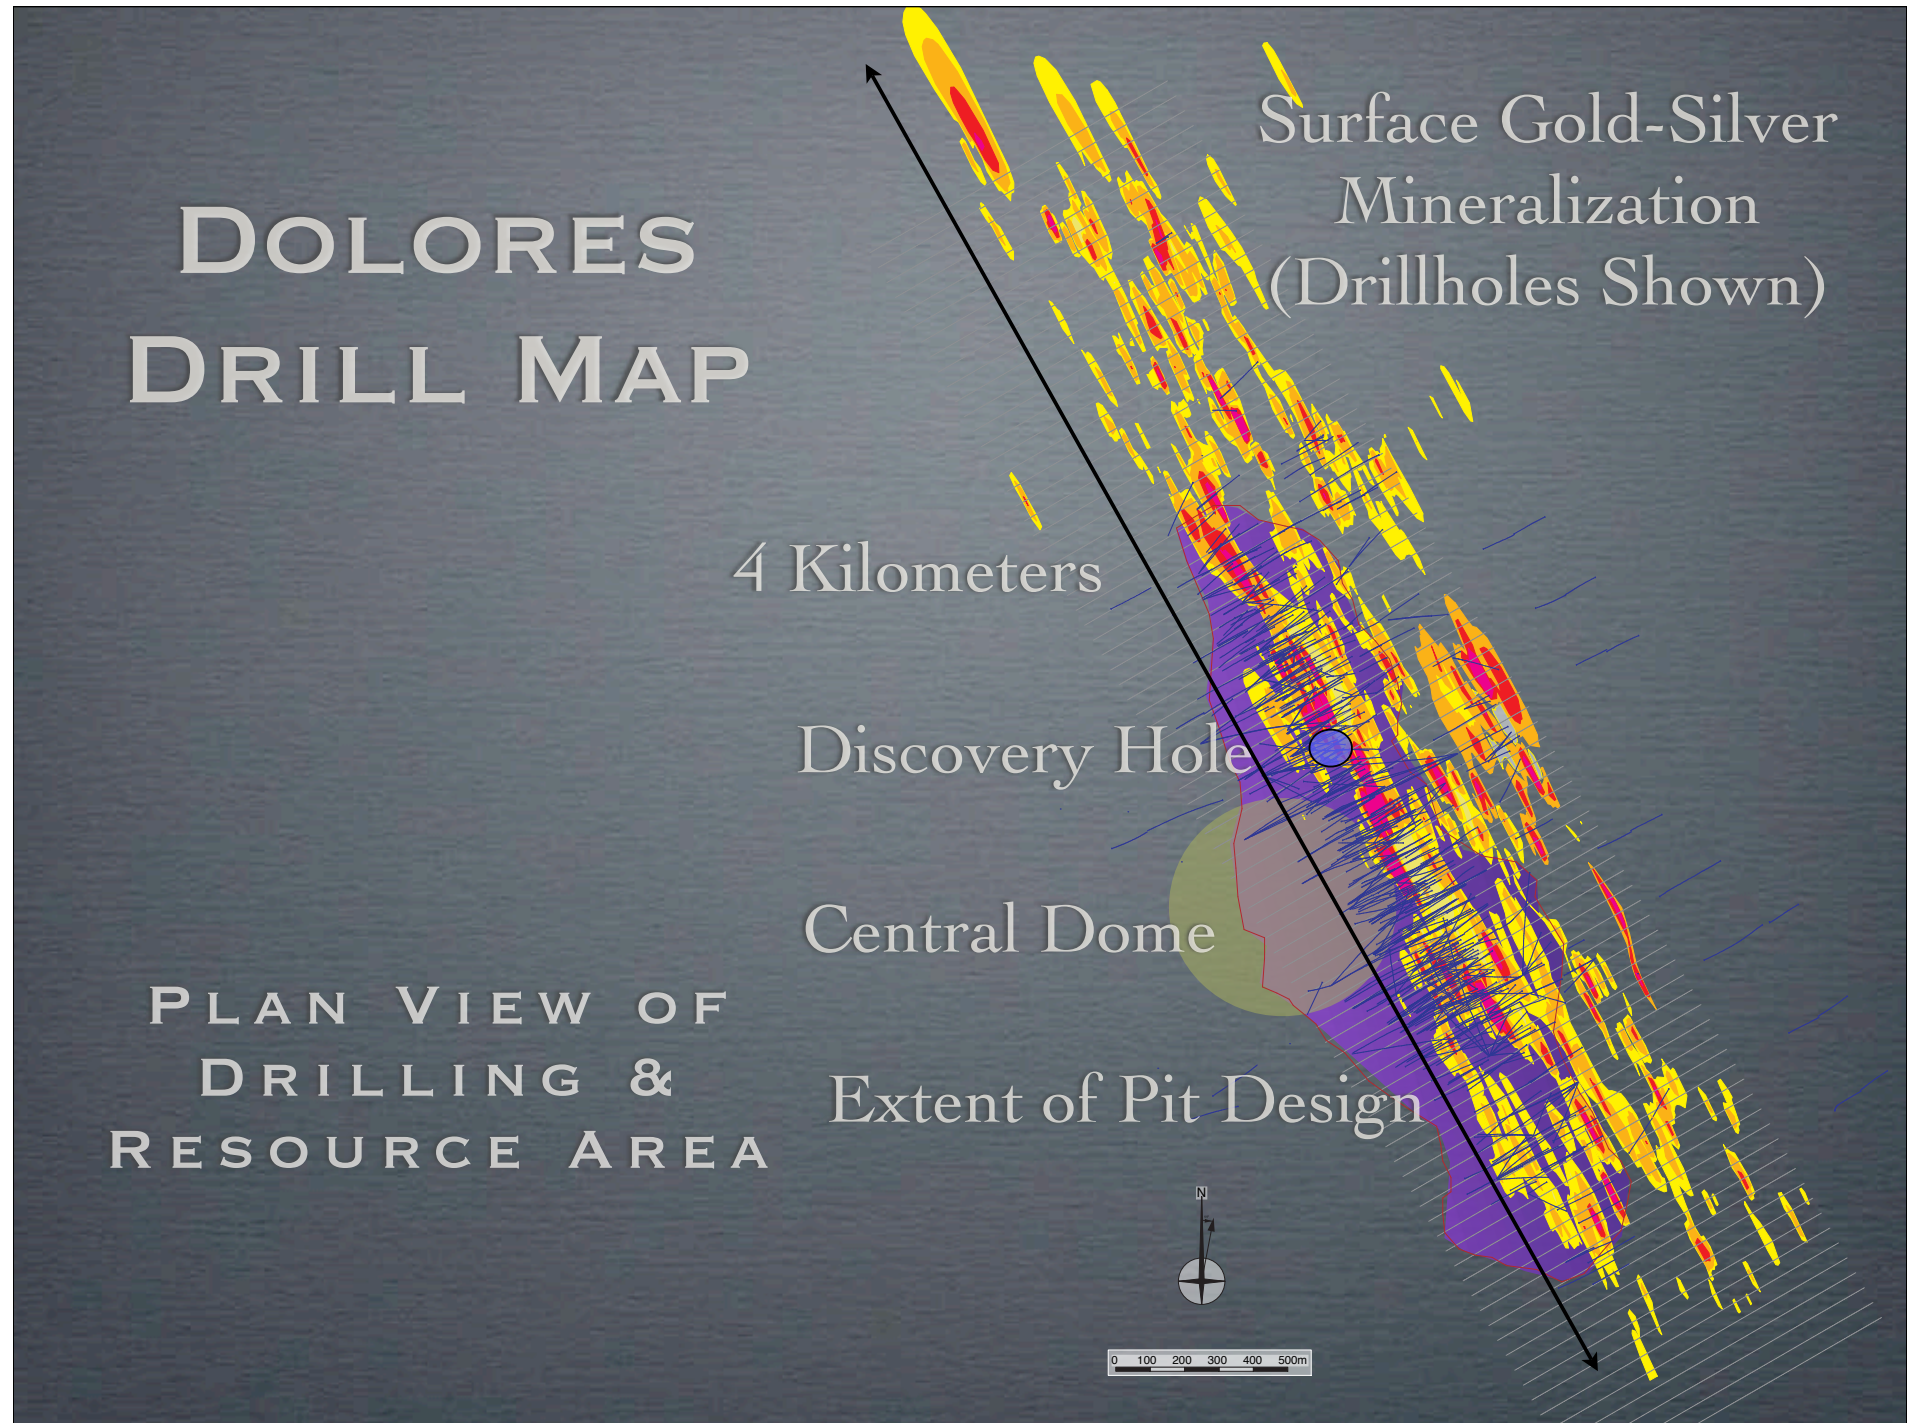 Dolores
Drill Map
Surface Gold-Silver
Mineralization
(Drillholes Shown)
4 Kilometers
Discovery Hole
Central Dome
Plan View of
Drilling &
Resource Area
Extent of Pit Design
N
0 100 200 300 400 500m